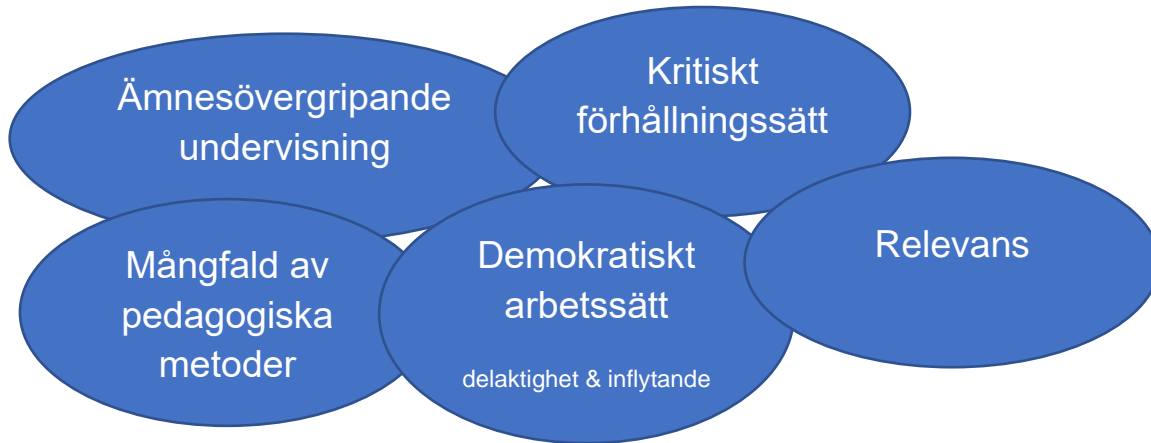 Ämnesövergripande
undervisning
Kritiskt
förhållningssätt
Mångfald av
pedagogiska
metoder
Demokratiskt
arbetssätt
delaktighet & inflytande
Relevans